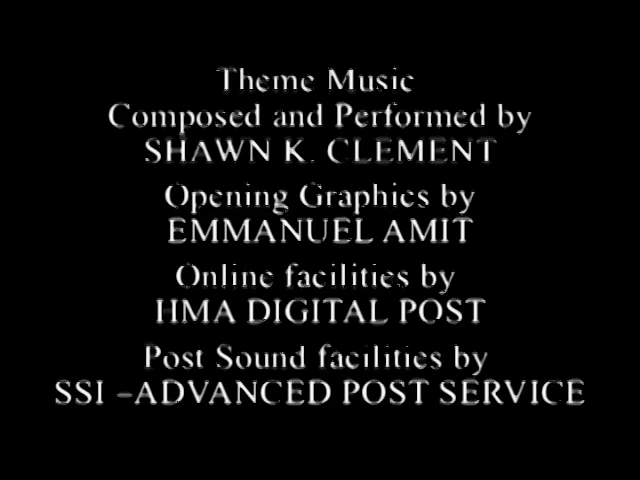 Theme Music
Composed and Performed by
SHAWN K. CLEMENT
Opening Graphics by
EMMANUEL AMIT
Online facilities by
HMA DIGITAL POST
Post Sound facilities by
SSI -ADVANCED POST SERVICE